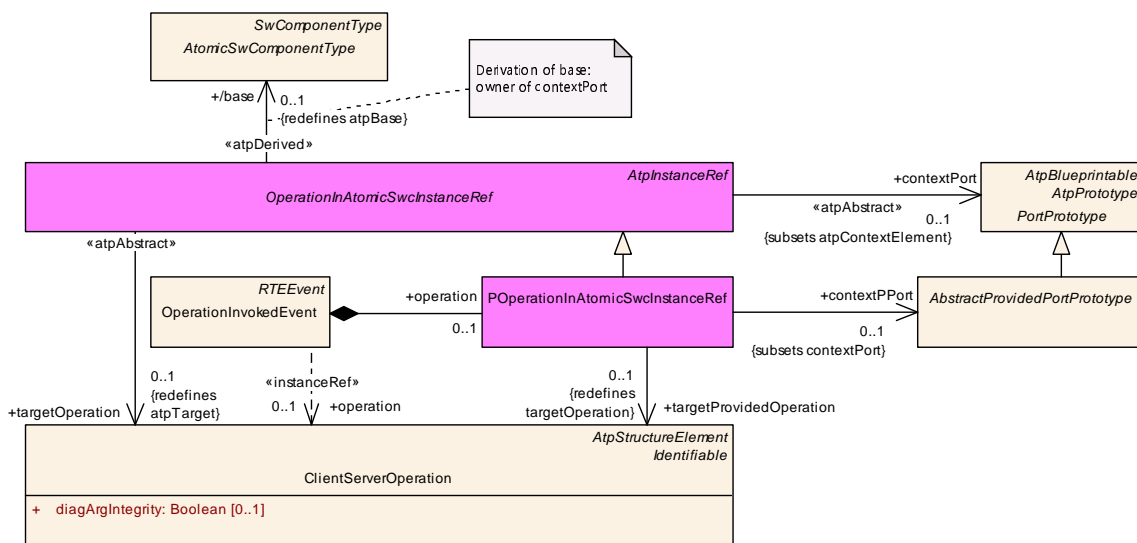 SwComponentType
AtomicSwComponentType
Derivation of base:
owner of contextPort
+/base
0..1
{redefines atpBase}
«atpDerived»
AtpInstanceRef
OperationInAtomicSwcInstanceRef
+contextPort
«atpAbstract»
0..1
{subsets atpContextElement}
AtpBlueprintable
AtpPrototype
PortPrototype
«atpAbstract»
RTEEvent
OperationInvokedEvent
+operation
0..1
POperationInAtomicSwcInstanceRef
+contextPPort
0..1
{subsets contextPort}
AbstractProvidedPortPrototype
0..1
{redefines
atpTarget}
+targetOperation
«instanceRef»
0..1
+operation
0..1
{redefines
targetOperation}
+targetProvidedOperation
AtpStructureElement
Identifiable
ClientServerOperation
+ diagArgIntegrity: Boolean [0..1]